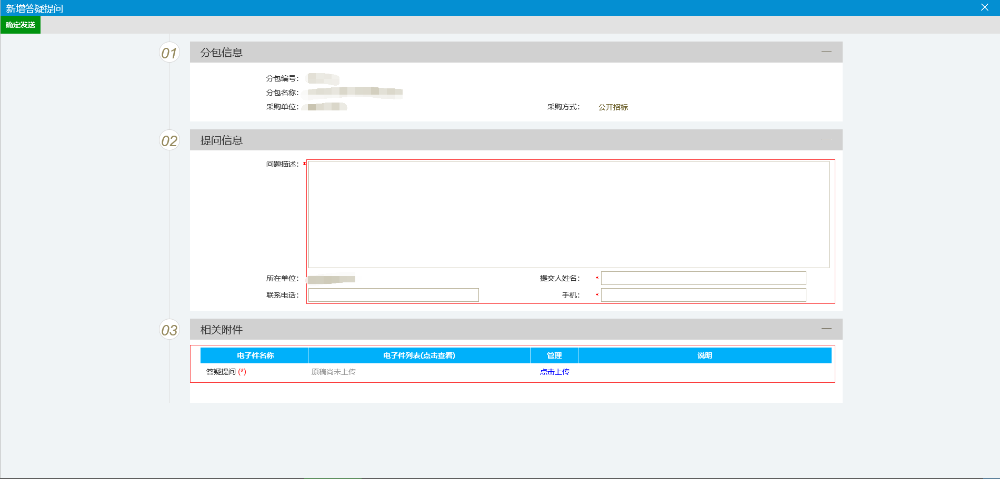 新增答疑提问
确定发送
01 分包信息
分包编号：
分包名称：
采购单位： 采购方式： 公开招标
02 提问信息
问题描述：*
所在单位： 提交人姓名： *
联系电话： 手机： *
03 相关附件
电子件名称 电子件列表(点击查看) 管理 说明
答疑提问 (*) 原稿尚未上传 点击上传